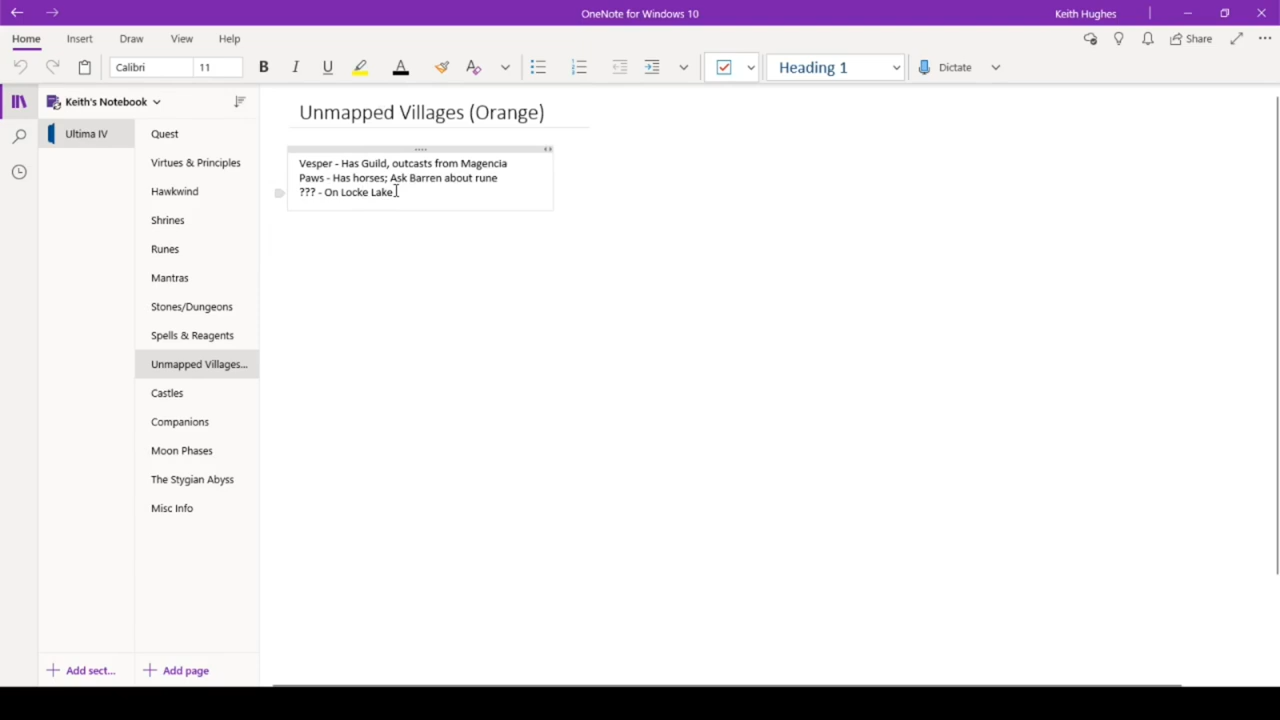 OneNote for Windows 10
Keith Hughes
Home Insert Draw View Help
Share
Calibri 11 B I U A A Heading 1 Dictate
Keith's Notebook
Ultima IV
Quest
Virtues & Principles
Hawkwind
Shrines
Runes
Mantras
Stones/Dungeons
Spells & Reagents
Unmapped Villages...
Castles
Companions
Moon Phases
The Stygian Abyss
Misc Info
Add sect...
Add page
Unmapped Villages (Orange)
Vesper - Has Guild, outcasts from Magencia
Paws - Has horses; Ask Barren about rune
??? - On Locke Lake